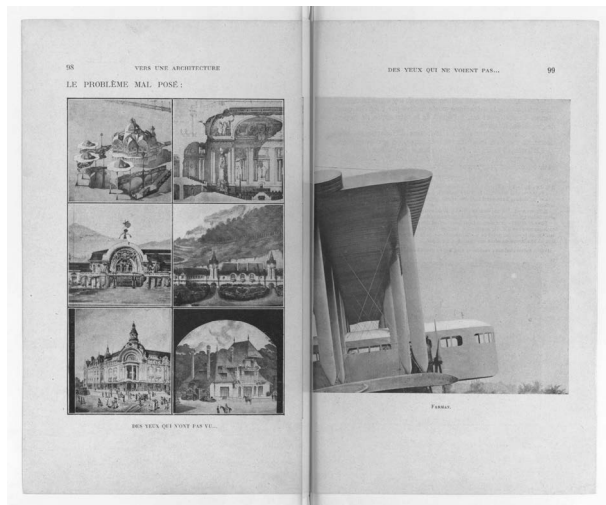 98
VERS UNE ARCHITECTURE
LE PROBLÈME MAL POSÉ :
DES YEUX QUI N'ONT PAS VU...
DES YEUX QUI NE VOIENT PAS...
99
FARMAN.